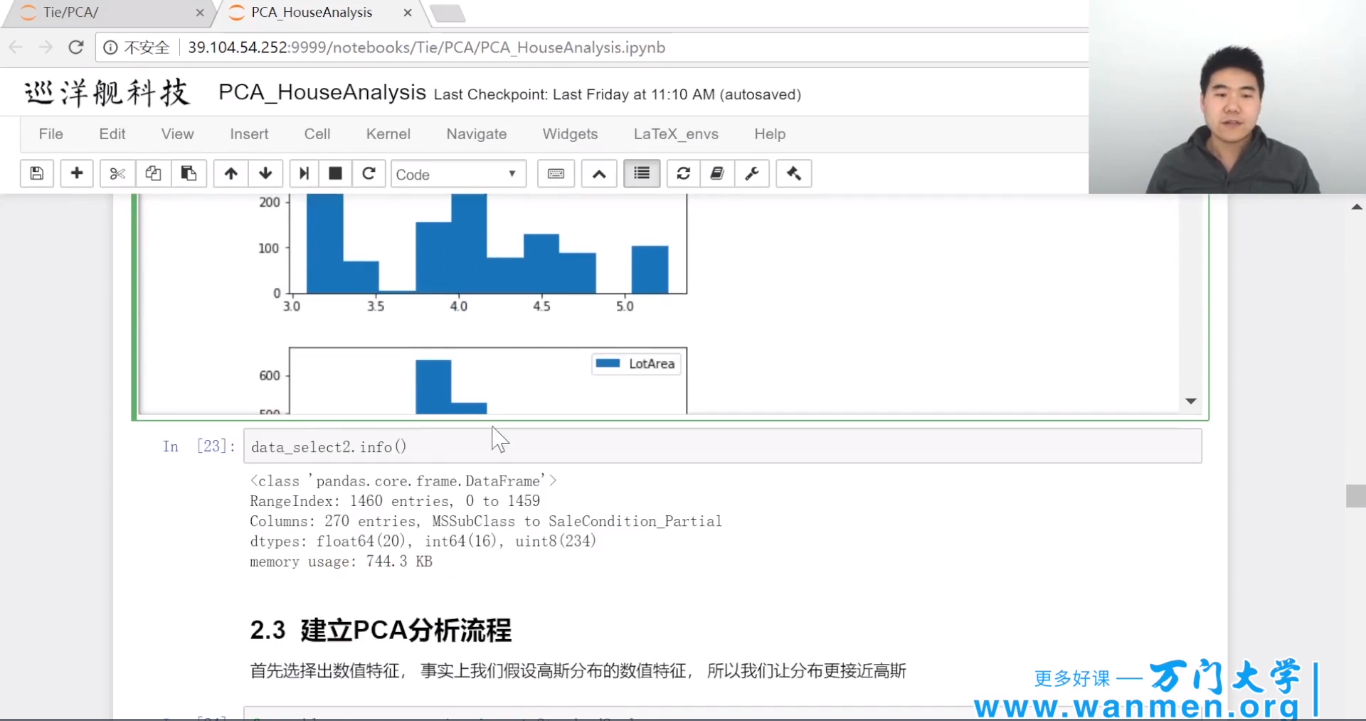 Tie/PCA/
PCA_HouseAnalysis
不安全 39.104.54.252:9999/notebooks/Tie/PCA/PCA_HouseAnalysis.ipynb
巡洋舰科技 PCA_HouseAnalysis Last Checkpoint: Last Friday at 11:10 AM (autosaved)
File Edit View Insert Cell Kernel Navigate Widgets LaTeX_envs Help
Code
200
100
0
3.0 3.5 4.0 4.5 5.0
LotArea
600
500
In [23]: data_select2.info()
<class 'pandas.core.frame.DataFrame'>
RangeIndex: 1460 entries, 0 to 1459
Columns: 270 entries, MSSubClass to SaleCondition_Partial
dtypes: float64(20), int64(16), uint8(234)
memory usage: 744.3 KB
2.3 建立PCA分析流程
首先选择出数值特征， 事实上我们假设高斯分布的数值特征， 所以我们让分布更接近高斯
更多好课 — 万门大学
www.wanmen.org